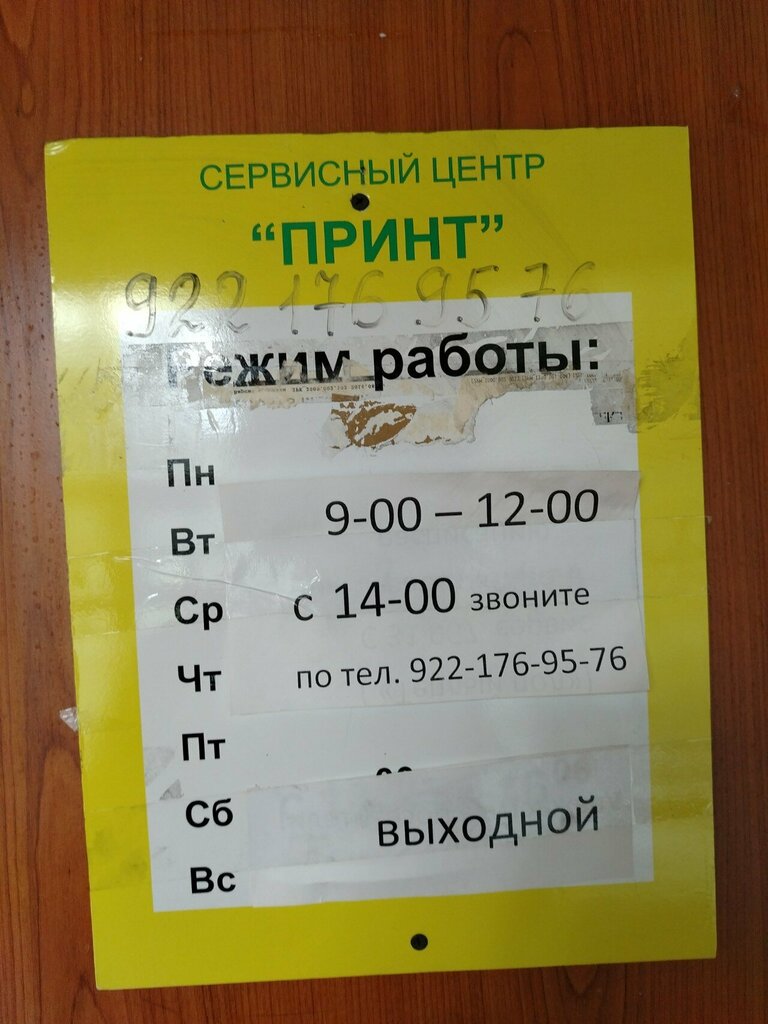 СЕРВИСНЫЙ ЦЕНТР
“ПРИНТ”
922 176 95 76
Режим работы:
Пн
9-00 – 12-00
Вт
Ср
с 14-00 звоните
Чт
по тел. 922-176-95-76
Пт
Сб
выходной
Вс